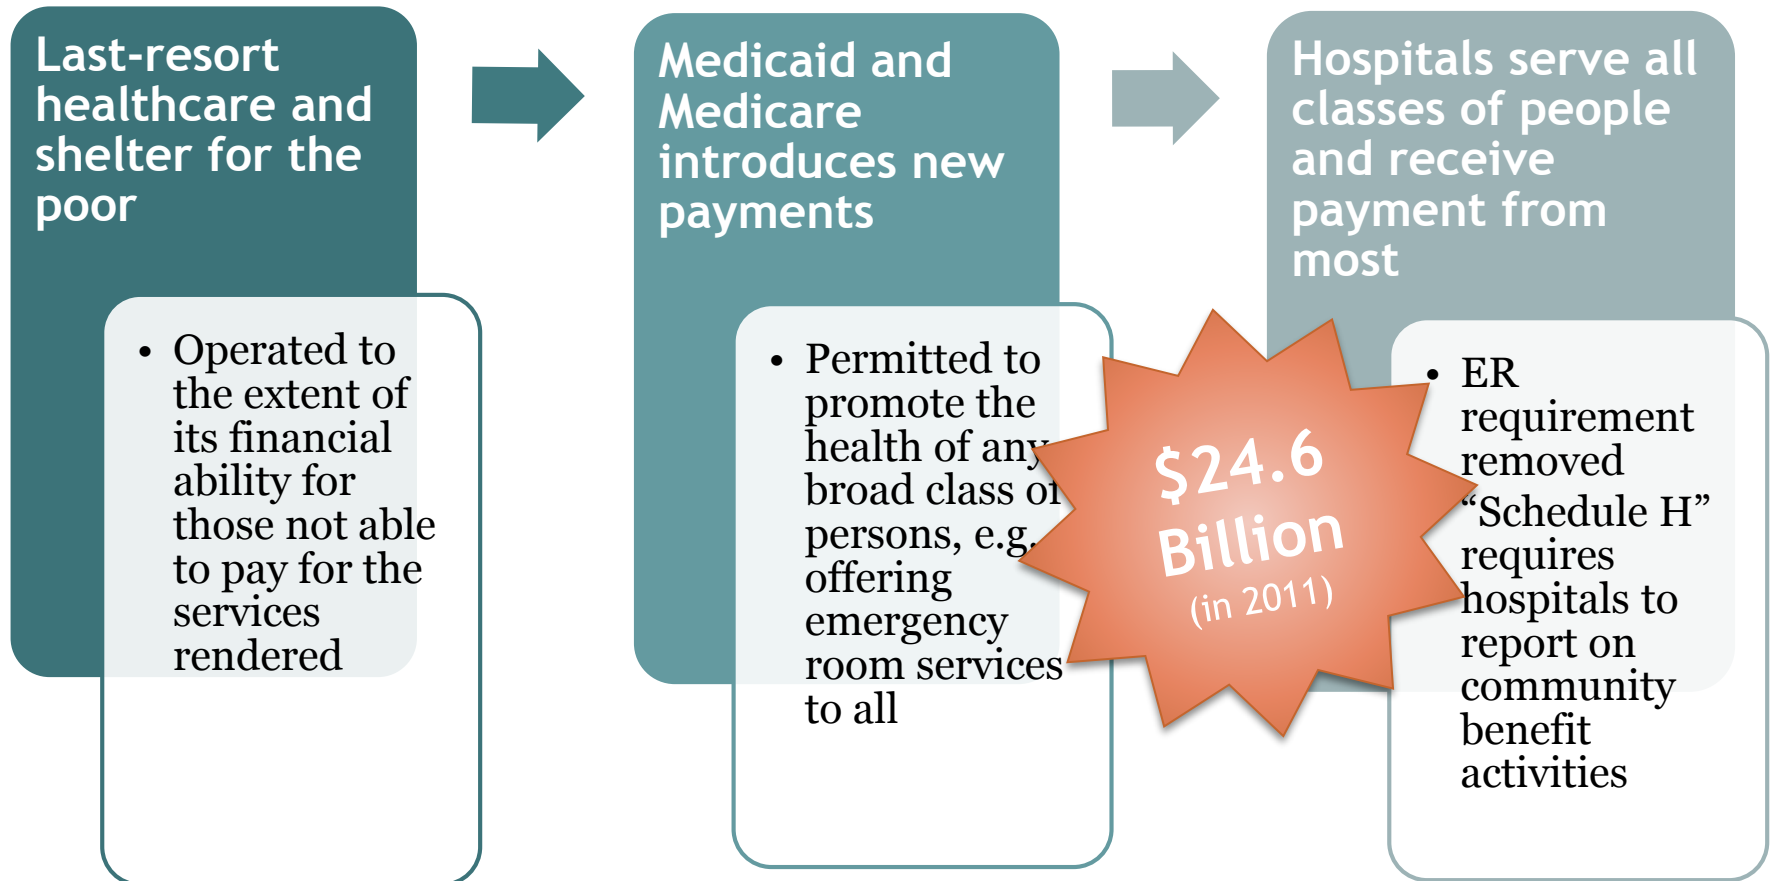 Last-resort
healthcare and
shelter for the
poor
• Operated to
the extent of
its financial
ability for
those not able
to pay for the
services
rendered
Medicaid and
Medicare
introduces new
payments
• Permitted to
promote the
health of any
broad class of
persons, e.g.
offering
emergency
room services
to all
$24.6
Billion
(in 2011)
Hospitals serve all
classes of people
and receive
payment from
most
• ER
requirement
removed
“Schedule H”
requires
hospitals to
report on
community
benefit
activities